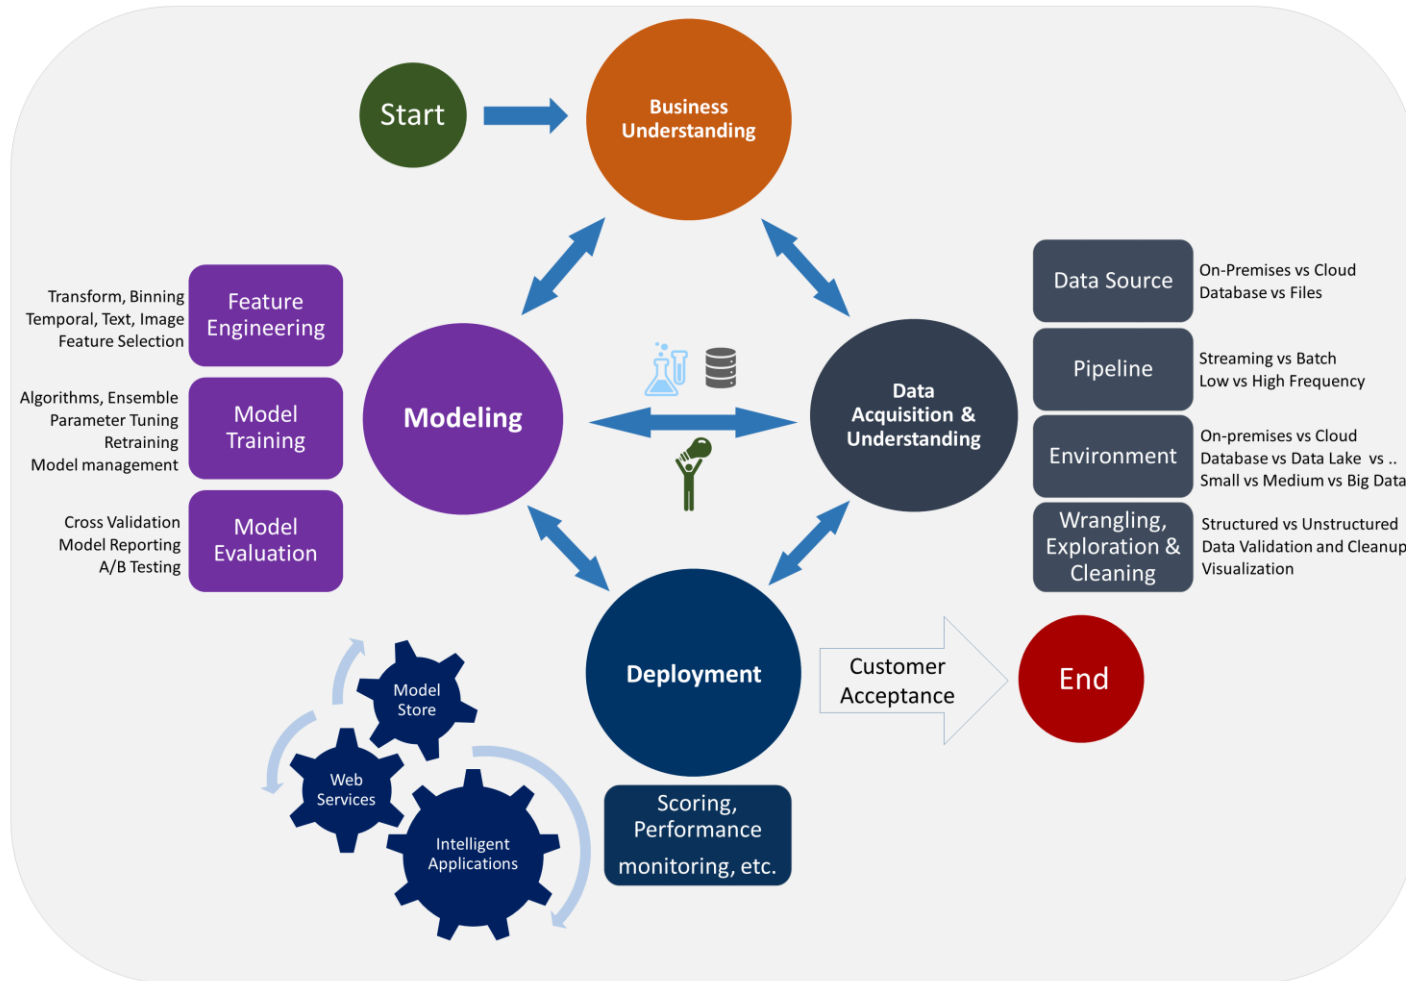 Start
Business
Understanding
Feature
Engineering
Transform, Binning
Temporal, Text, Image
Feature Selection
Model
Training
Algorithms, Ensemble
Parameter Tuning
Retraining
Model management
Model
Evaluation
Cross Validation
Model Reporting
A/B Testing
Modeling
Data
Acquisition &
Understanding
Data Source
On-Premises vs Cloud
Database vs Files
Pipeline
Streaming vs Batch
Low vs High Frequency
Environment
On-premises vs Cloud
Database vs Data Lake vs ..
Small vs Medium vs Big Data
Wrangling,
Exploration &
Cleaning
Structured vs Unstructured
Data Validation and Cleanup
Visualization
Deployment
Customer
Acceptance
End
Model
Store
Web
Services
Intelligent
Applications
Scoring,
Performance
monitoring, etc.